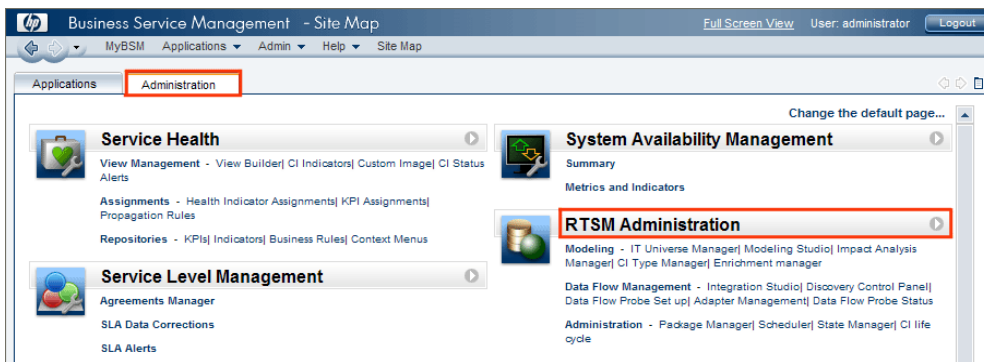 hp Business Service Management - Site Map
Full Screen View User: administrator Logout
MyBSM Applications Admin Help Site Map
Applications Administration
Change the default page...
Service Health
View Management - View Builder| CI Indicators| Custom Image| CI Status
Alerts
Assignments - Health Indicator Assignments| KPI Assignments|
Propagation Rules
Repositories - KPIs| Indicators| Business Rules| Context Menus
Service Level Management
Agreements Manager
SLA Data Corrections
SLA Alerts
System Availability Management
Summary
Metrics and Indicators
RTSM Administration
Modeling - IT Universe Manager| Modeling Studio| Impact Analysis
Manager| CI Type Manager| Enrichment manager
Data Flow Management - Integration Studio| Discovery Control Panel|
Data Flow Probe Set up| Adapter Management| Data Flow Probe Status
Administration - Package Manager| Scheduler| State Manager| CI life
cycle